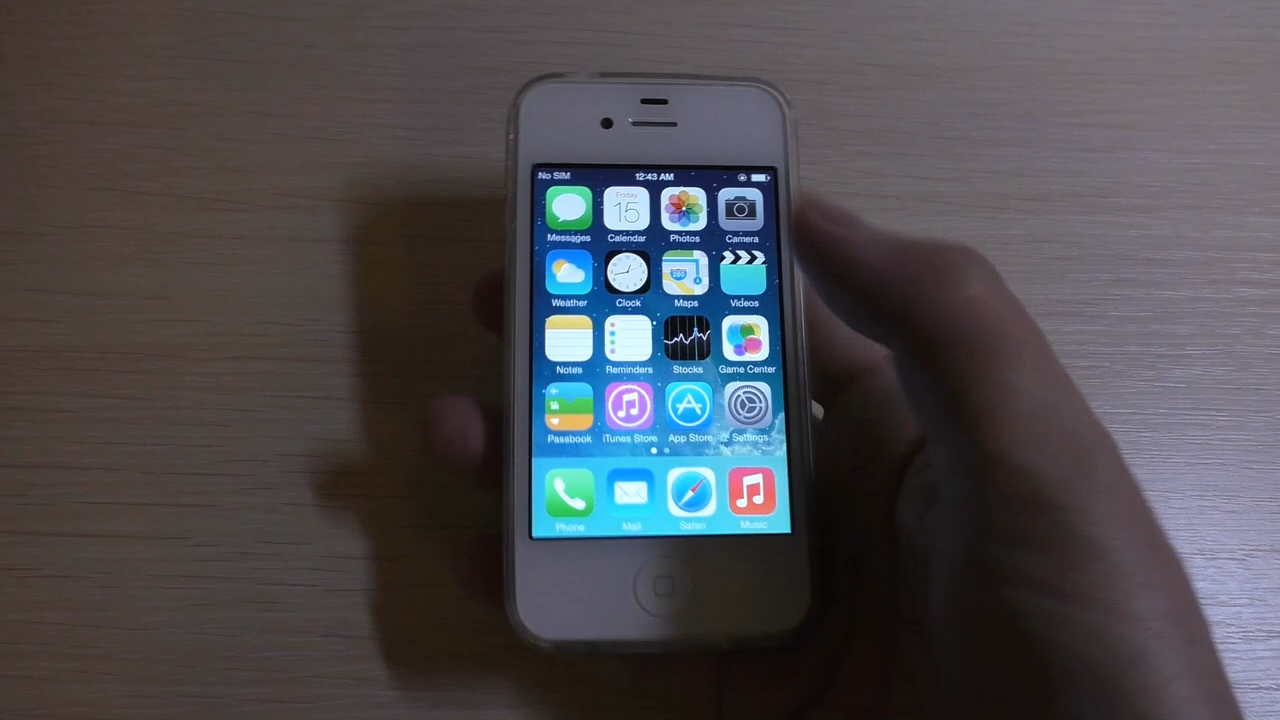 No SIM 12:43 AM
Friday
15
Messages Calendar Photos Camera
280
Weather Clock Maps Videos
Notes Reminders Stocks Game Center
Passbook iTunes Store App Store Settings
Phone Mail Safari Music